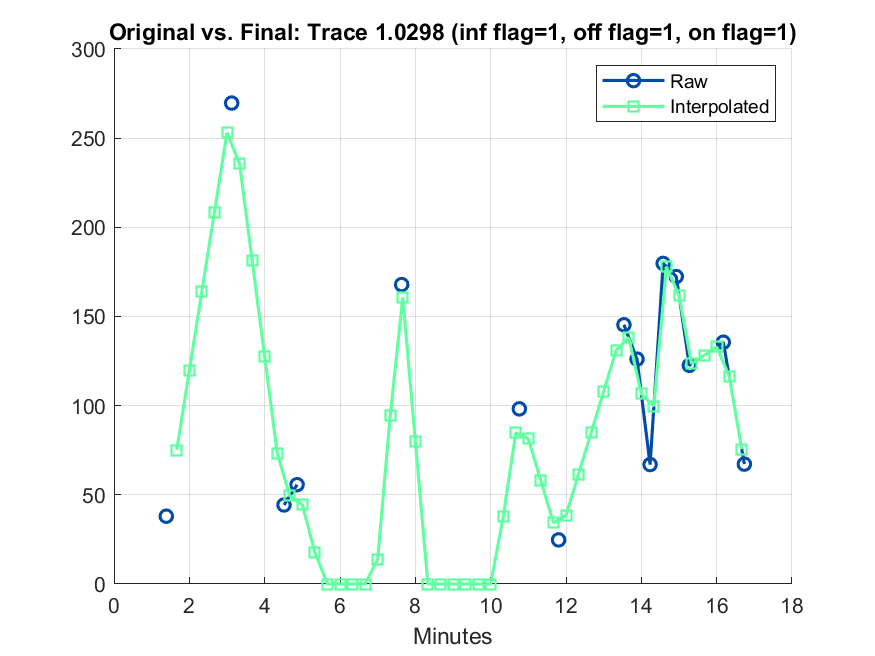 Original vs. Final: Trace 1.0298 (inf flag=1, off flag=1, on flag=1)
300
250
200
150
100
50
0
Raw
Interpolated
0 2 4 6 8 10 12 14 16 18
Minutes